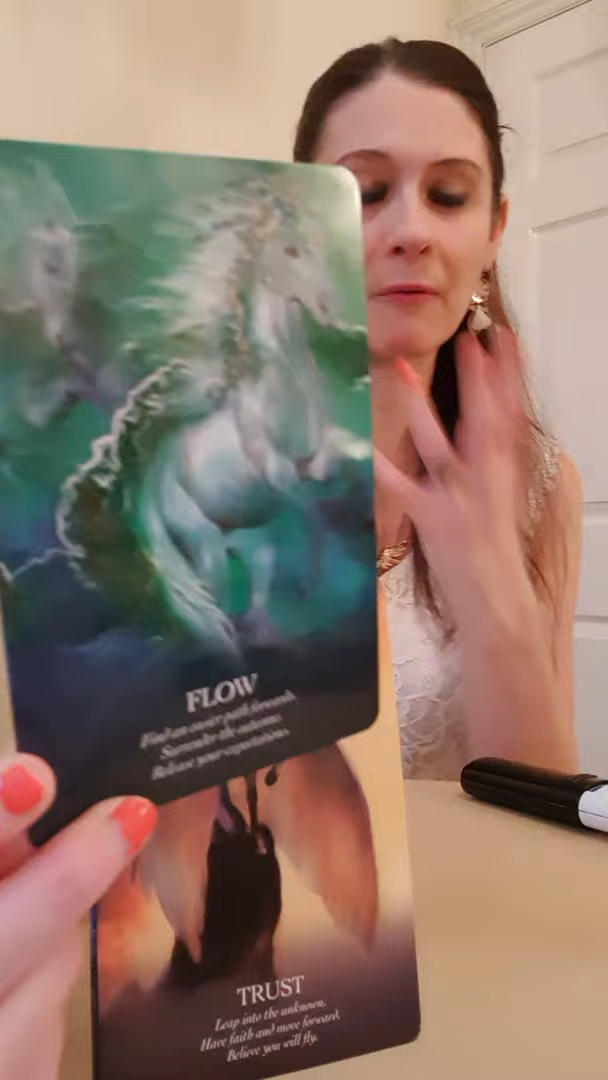 FLOW
Find an easier path forwards.
Surrender the outcome.
Release your expectations.
TRUST
Leap into the unknown.
Have faith and move forward.
Believe you will fly.